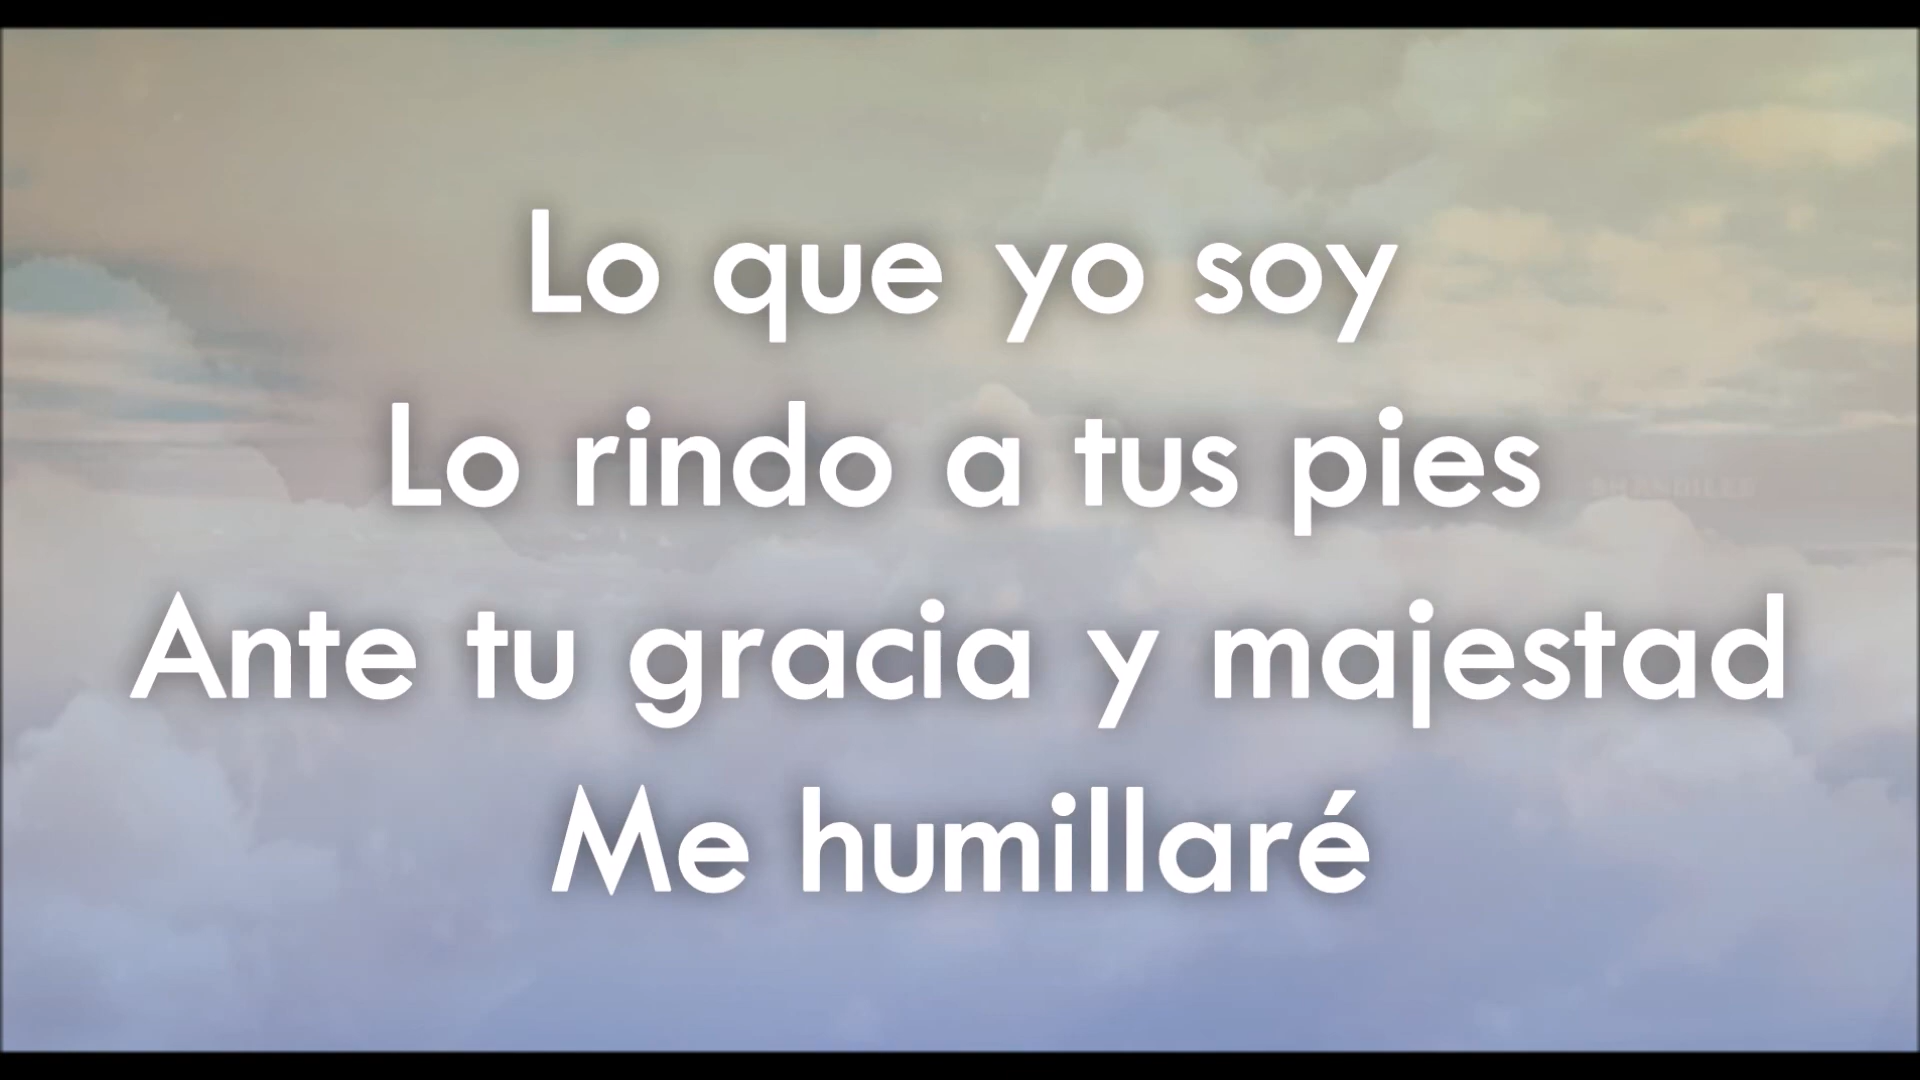 Lo que yo soy
Lo rindo a tus pies
Ante tu gracia y majestad
Me humillaré